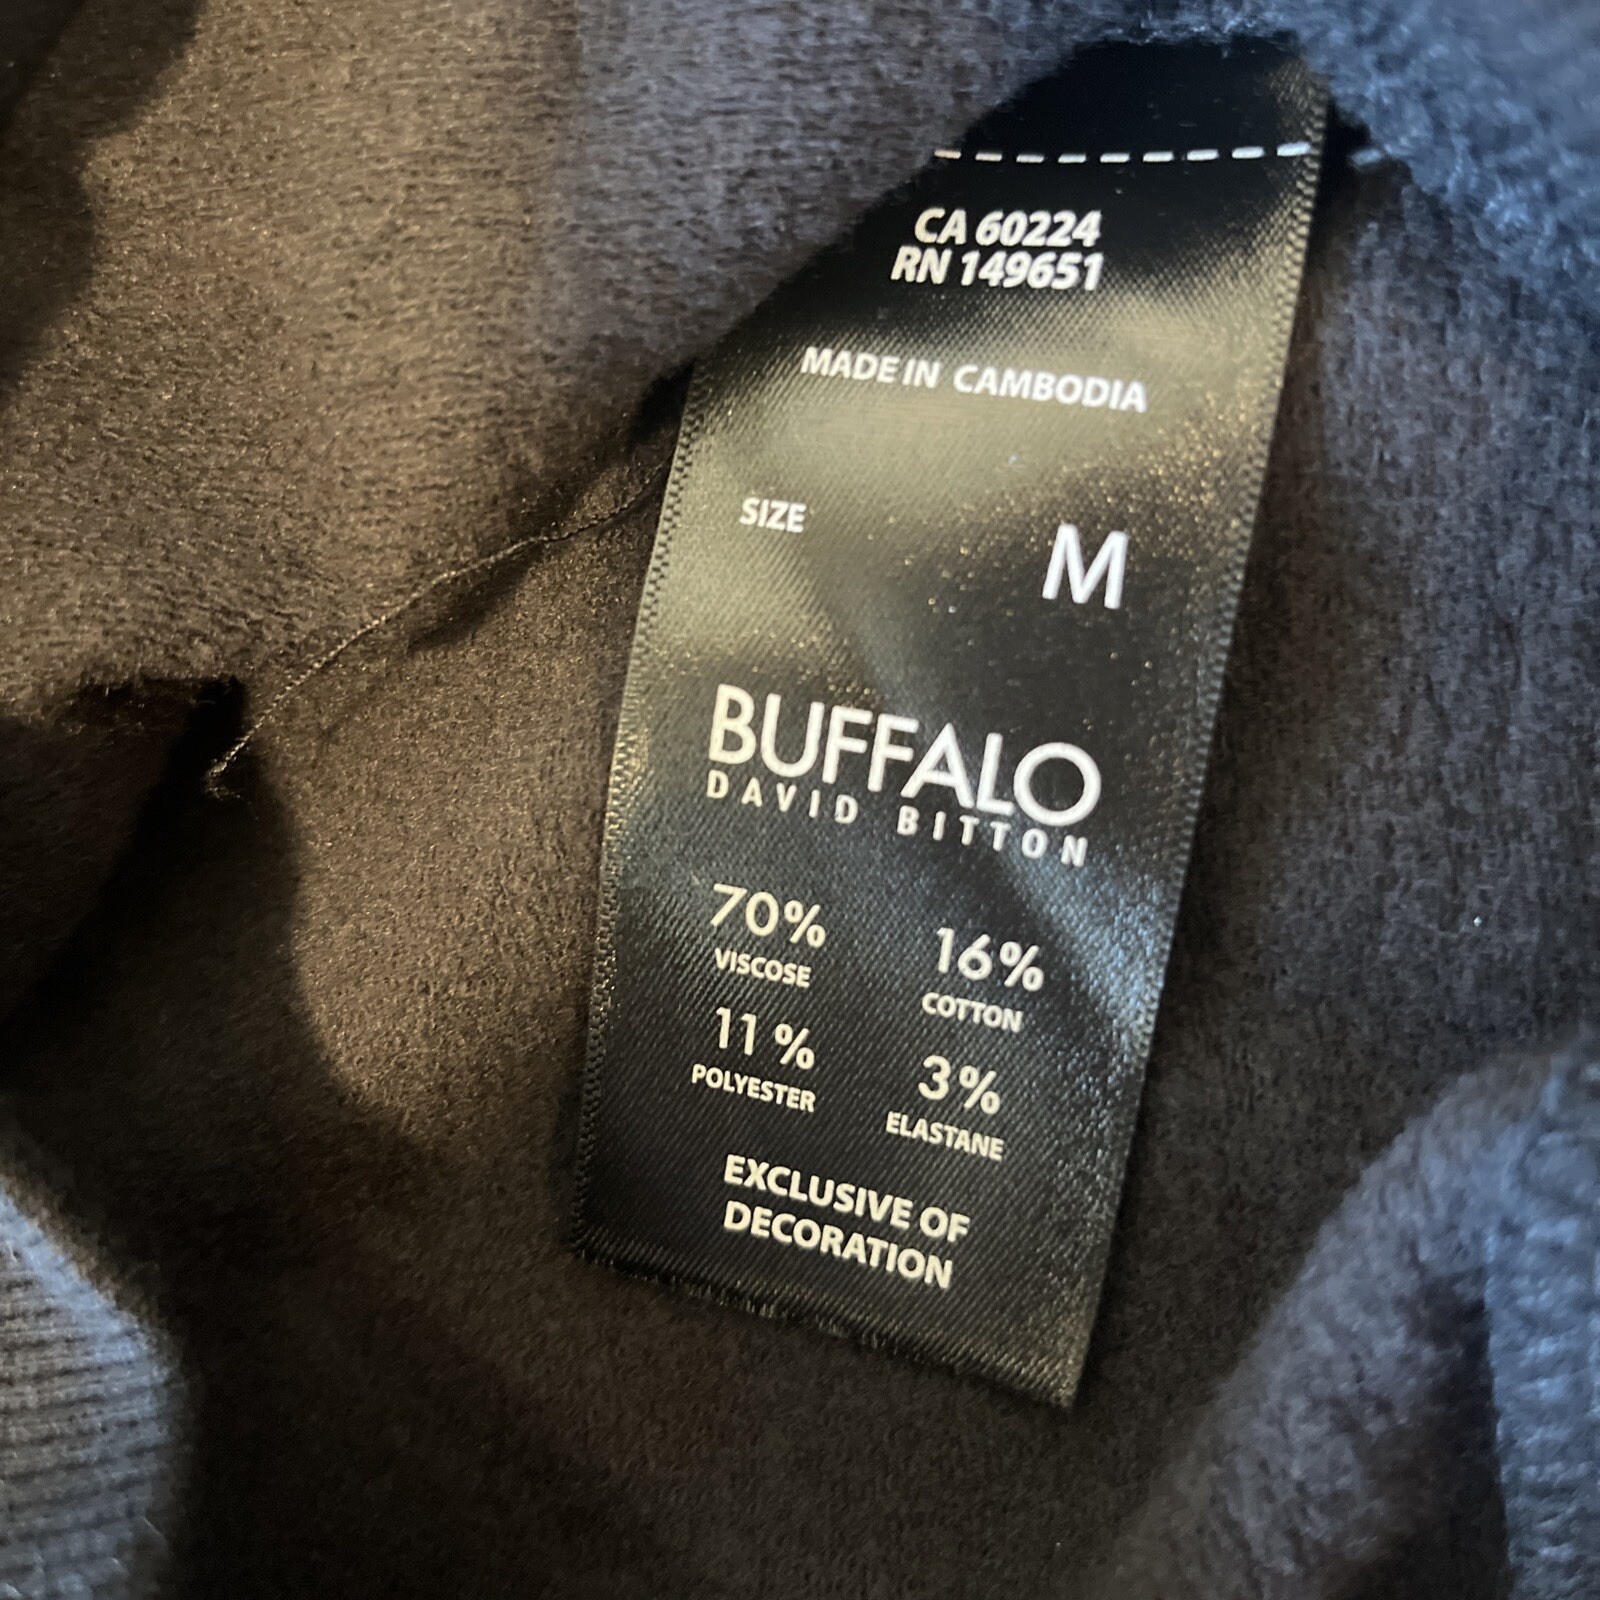 CA 60224
RN 149651
MADE IN CAMBODIA
SIZE M
BUFFALO
DAVID BITTON
70% 16%
VISCOSE COTTON
11% 3%
POLYESTER ELASTANE
EXCLUSIVE OF
DECORATION